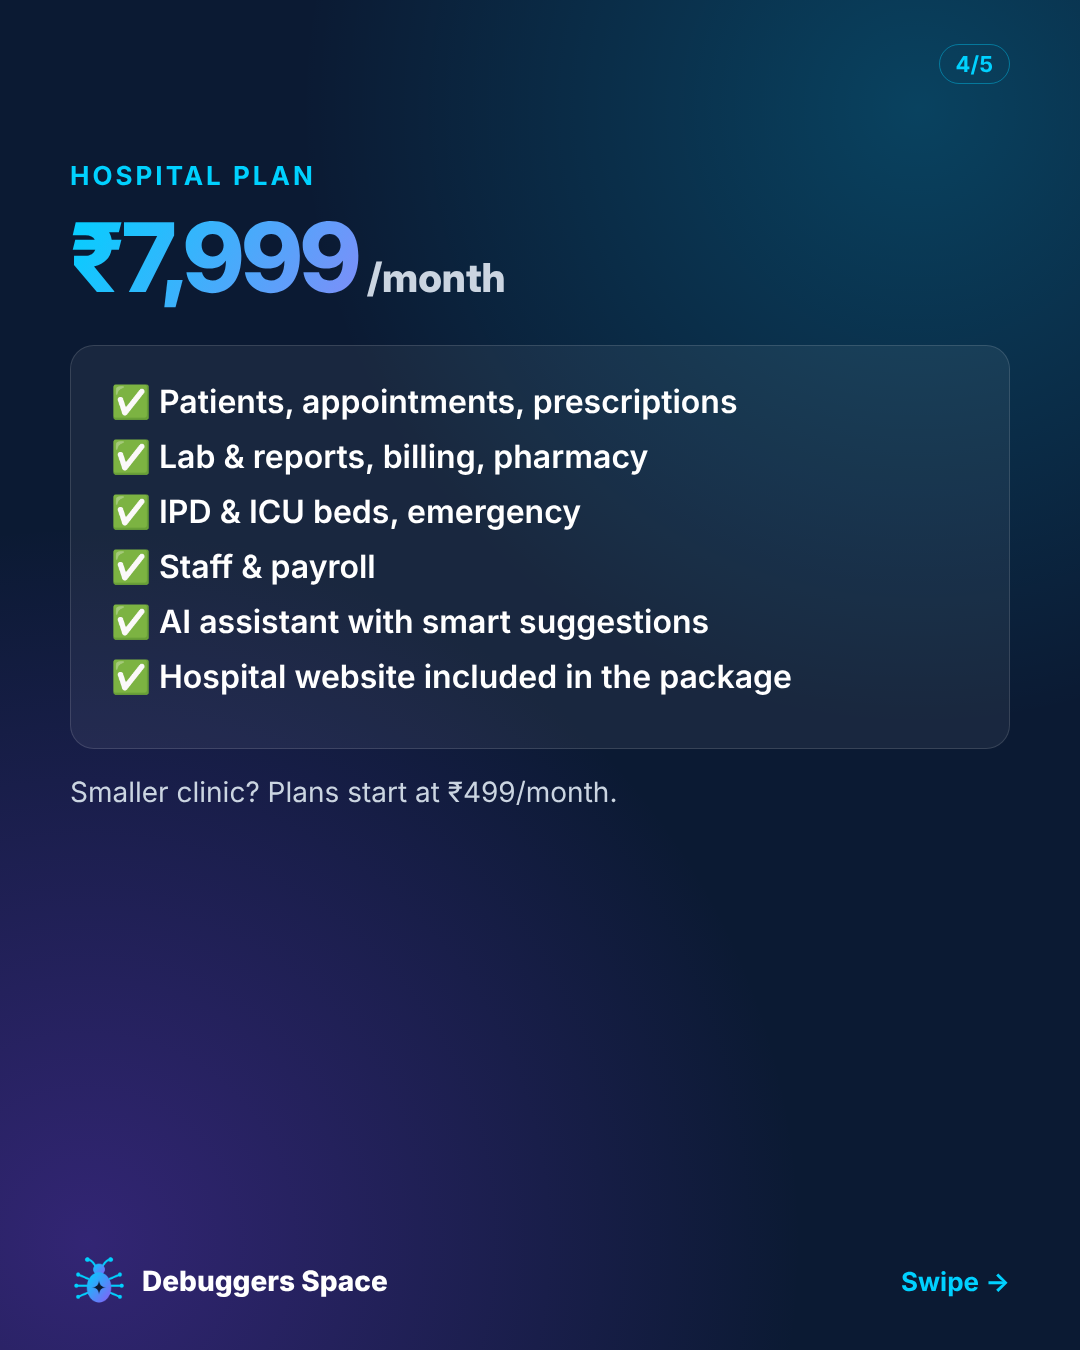 4/5
HOSPITAL PLAN
₹7,999 /month
✅ Patients, appointments, prescriptions
✅ Lab & reports, billing, pharmacy
✅ IPD & ICU beds, emergency
✅ Staff & payroll
✅ AI assistant with smart suggestions
✅ Hospital website included in the package
Smaller clinic? Plans start at ₹499/month.
Debuggers Space
Swipe →